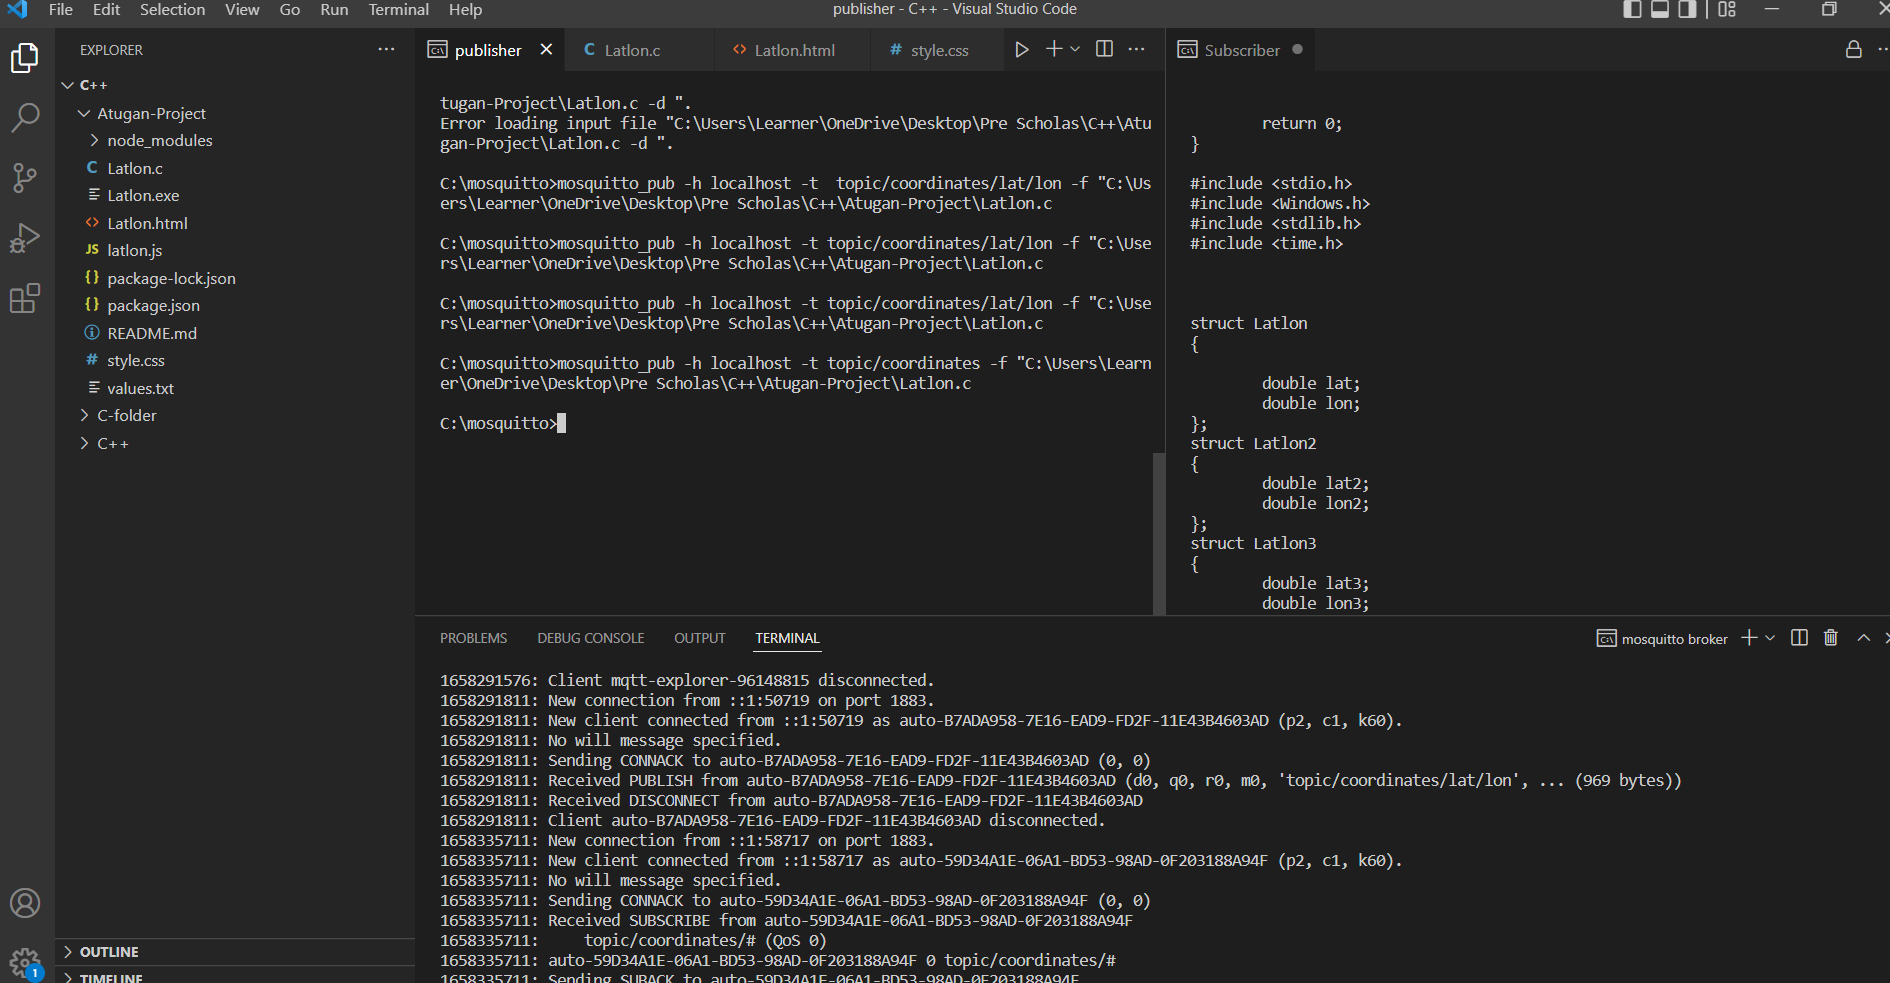 File Edit Selection View Go Run Terminal Help
publisher - C++ - Visual Studio Code
EXPLORER
C++
Atugan-Project
node_modules
C Latlon.c
Latlon.exe
<> Latlon.html
JS latlon.js
{} package-lock.json
{} package.json
README.md
# style.css
values.txt
C-folder
C++
OUTLINE
TIMELINE
1
publisher
C Latlon.c
<> Latlon.html
# style.css
tugan-Project\Latlon.c -d ".
Error loading input file "C:\Users\Learner\OneDrive\Desktop\Pre Scholas\C++\Atu
gan-Project\Latlon.c -d ".
C:\mosquitto>mosquitto_pub -h localhost -t  topic/coordinates/lat/lon -f "C:\Us
ers\Learner\OneDrive\Desktop\Pre Scholas\C++\Atugan-Project\Latlon.c
C:\mosquitto>mosquitto_pub -h localhost -t topic/coordinates/lat/lon -f "C:\Use
rs\Learner\OneDrive\Desktop\Pre Scholas\C++\Atugan-Project\Latlon.c
C:\mosquitto>mosquitto_pub -h localhost -t topic/coordinates/lat/lon -f "C:\Use
rs\Learner\OneDrive\Desktop\Pre Scholas\C++\Atugan-Project\Latlon.c
C:\mosquitto>mosquitto_pub -h localhost -t topic/coordinates -f "C:\Users\Learn
er\OneDrive\Desktop\Pre Scholas\C++\Atugan-Project\Latlon.c
C:\mosquitto>
Subscriber
return 0;
}
#include <stdio.h>
#include <Windows.h>
#include <stdlib.h>
#include <time.h>
struct Latlon
{
double lat;
double lon;
};
struct Latlon2
{
double lat2;
double lon2;
};
struct Latlon3
{
double lat3;
double lon3;
PROBLEMS DEBUG CONSOLE OUTPUT TERMINAL
mosquitto broker
1658291576: Client mqtt-explorer-96148815 disconnected.
1658291811: New connection from ::1:50719 on port 1883.
1658291811: New client connected from ::1:50719 as auto-B7ADA958-7E16-EAD9-FD2F-11E43B4603AD (p2, c1, k60).
1658291811: No will message specified.
1658291811: Sending CONNACK to auto-B7ADA958-7E16-EAD9-FD2F-11E43B4603AD (0, 0)
1658291811: Received PUBLISH from auto-B7ADA958-7E16-EAD9-FD2F-11E43B4603AD (d0, q0, r0, m0, 'topic/coordinates/lat/lon', ... (969 bytes))
1658291811: Received DISCONNECT from auto-B7ADA958-7E16-EAD9-FD2F-11E43B4603AD
1658291811: Client auto-B7ADA958-7E16-EAD9-FD2F-11E43B4603AD disconnected.
1658335711: New connection from ::1:58717 on port 1883.
1658335711: New client connected from ::1:58717 as auto-59D34A1E-06A1-BD53-98AD-0F203188A94F (p2, c1, k60).
1658335711: No will message specified.
1658335711: Sending CONNACK to auto-59D34A1E-06A1-BD53-98AD-0F203188A94F (0, 0)
1658335711: Received SUBSCRIBE from auto-59D34A1E-06A1-BD53-98AD-0F203188A94F
1658335711:     topic/coordinates/# (QoS 0)
1658335711: auto-59D34A1E-06A1-BD53-98AD-0F203188A94F 0 topic/coordinates/#
1658335711: Sending SUBACK to auto-59D34A1E-06A1-BD53-98AD-0F203188A94F